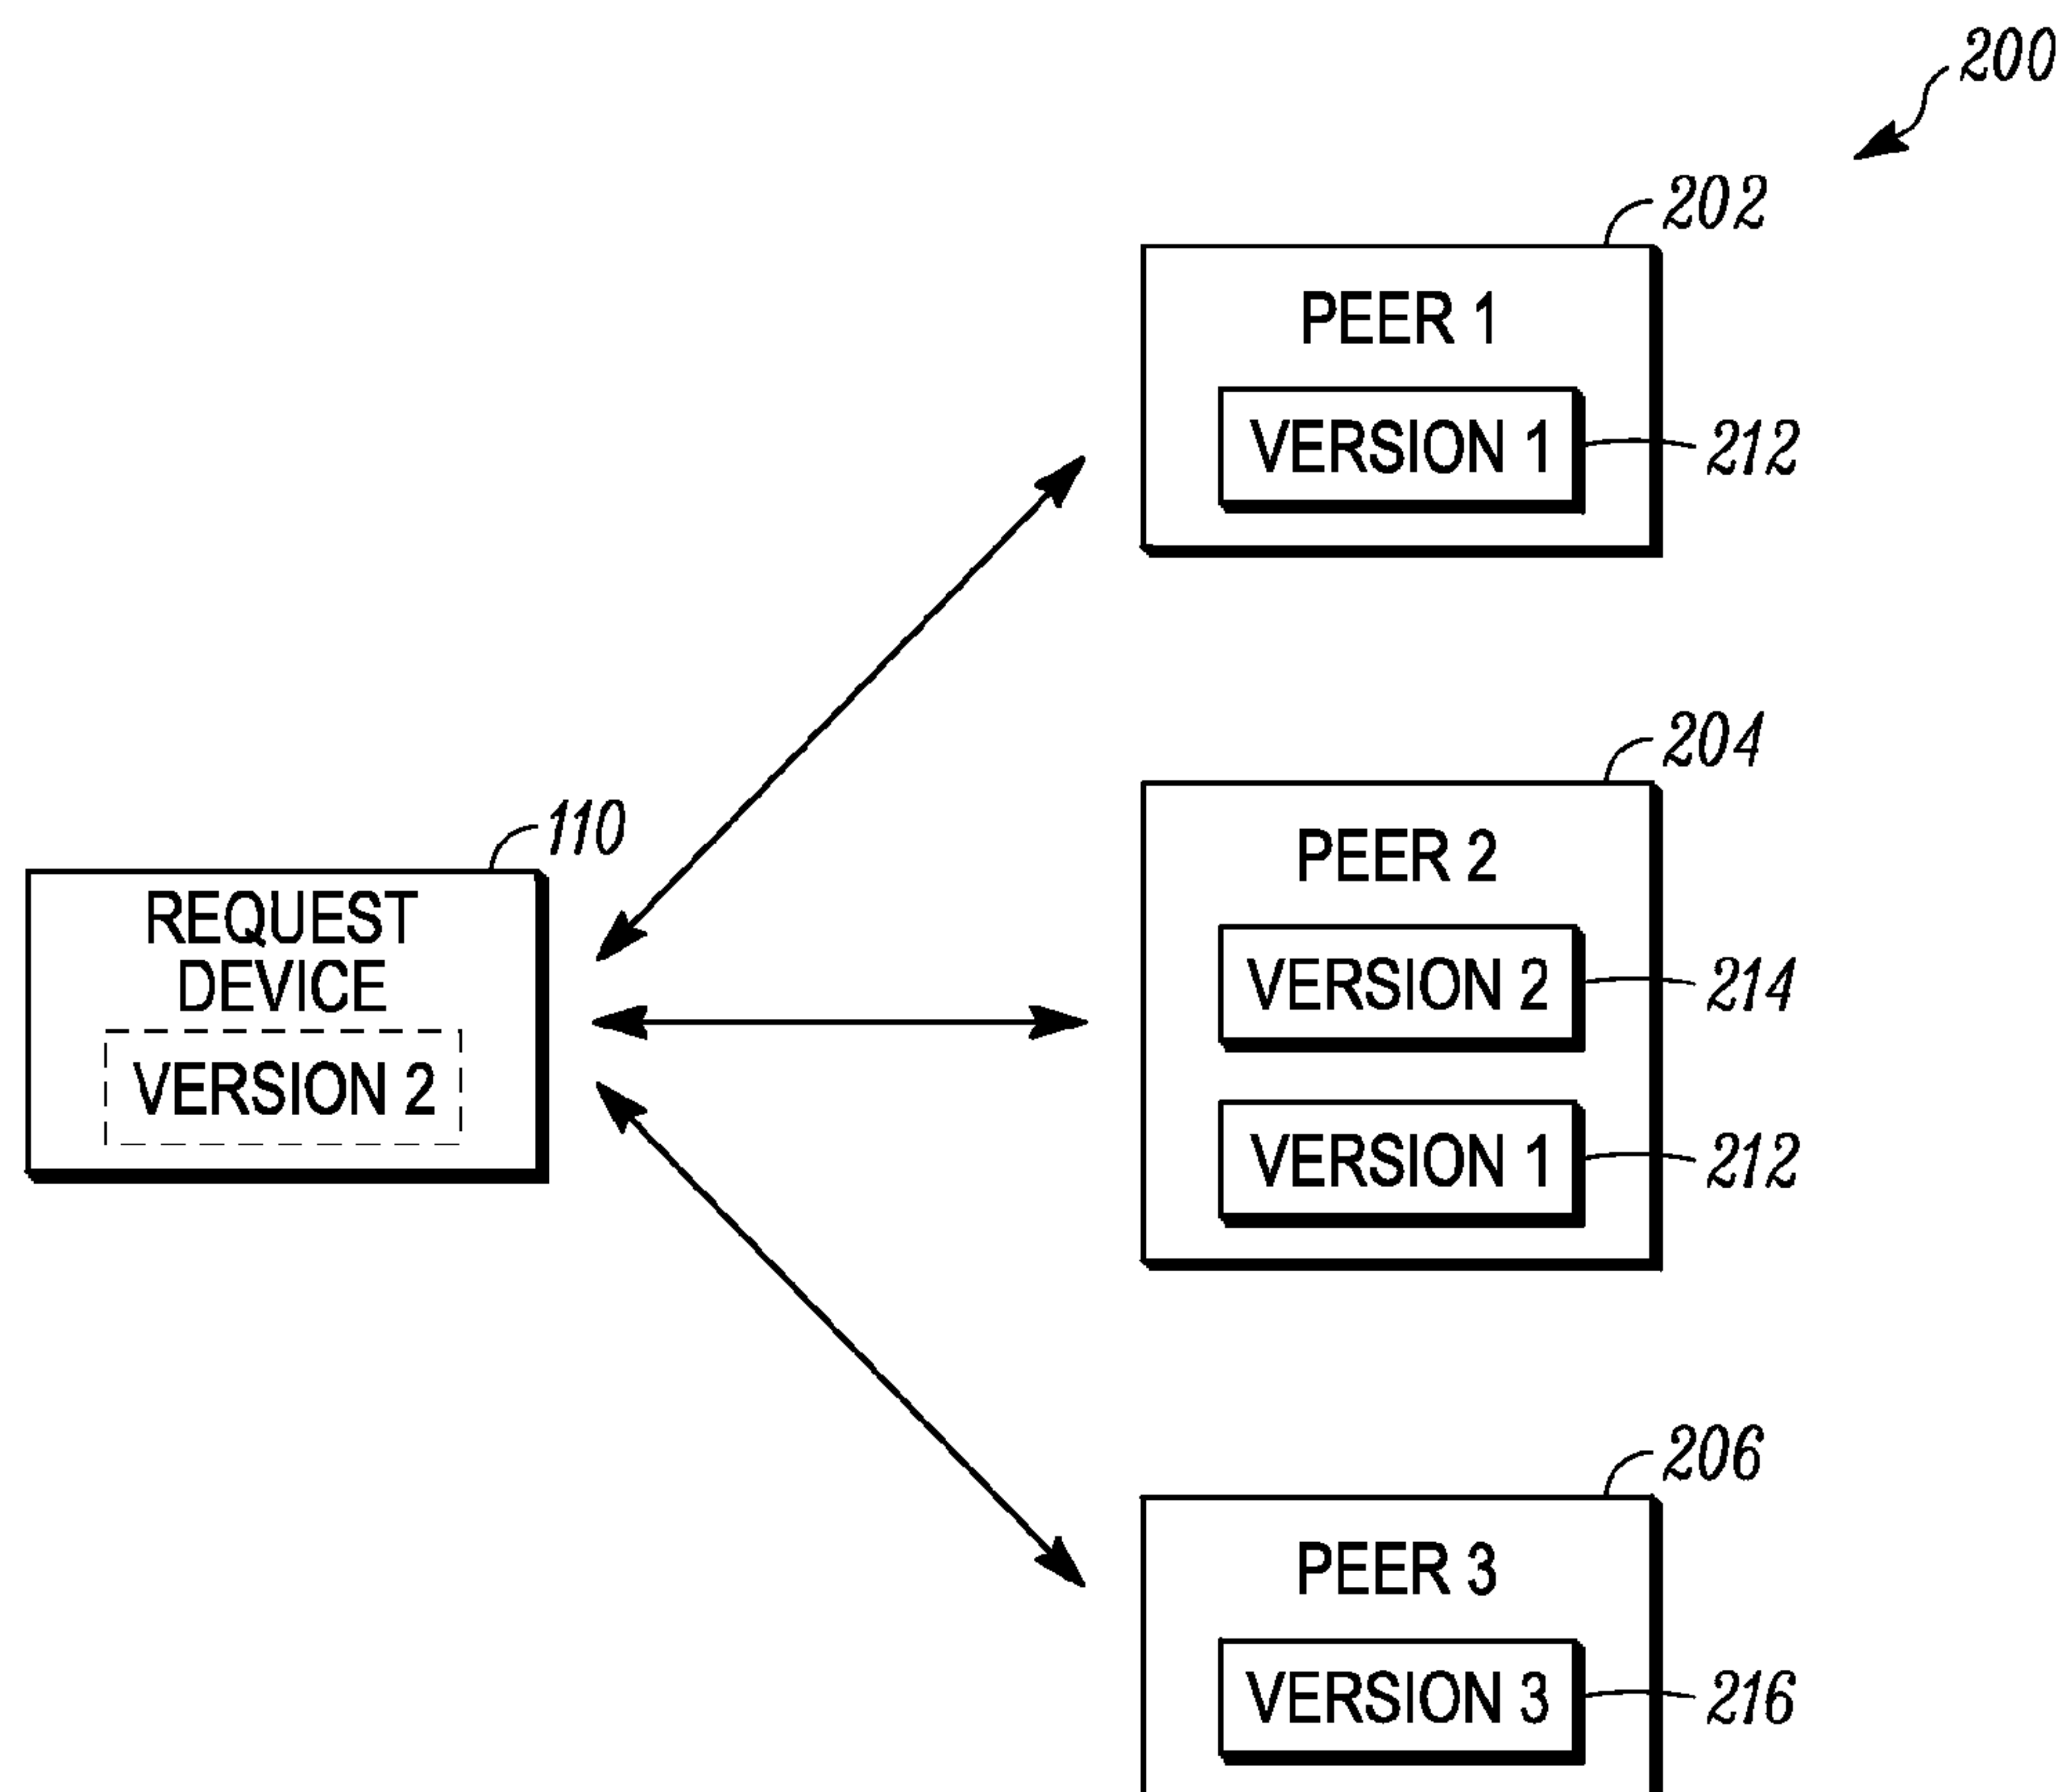 200
202
PEER 1
VERSION 1
212
204
PEER 2
VERSION 2
214
VERSION 1
212
110
REQUEST
DEVICE
VERSION 2
206
PEER 3
VERSION 3
216